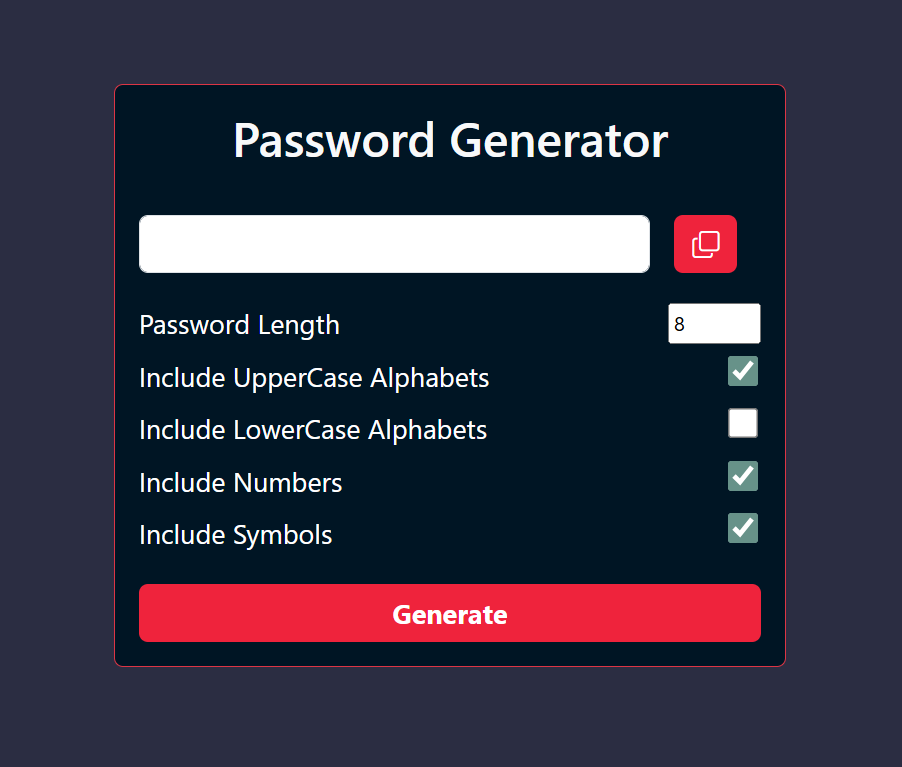 Password Generator
Password Length 8
Include UpperCase Alphabets
Include LowerCase Alphabets
Include Numbers
Include Symbols
Generate